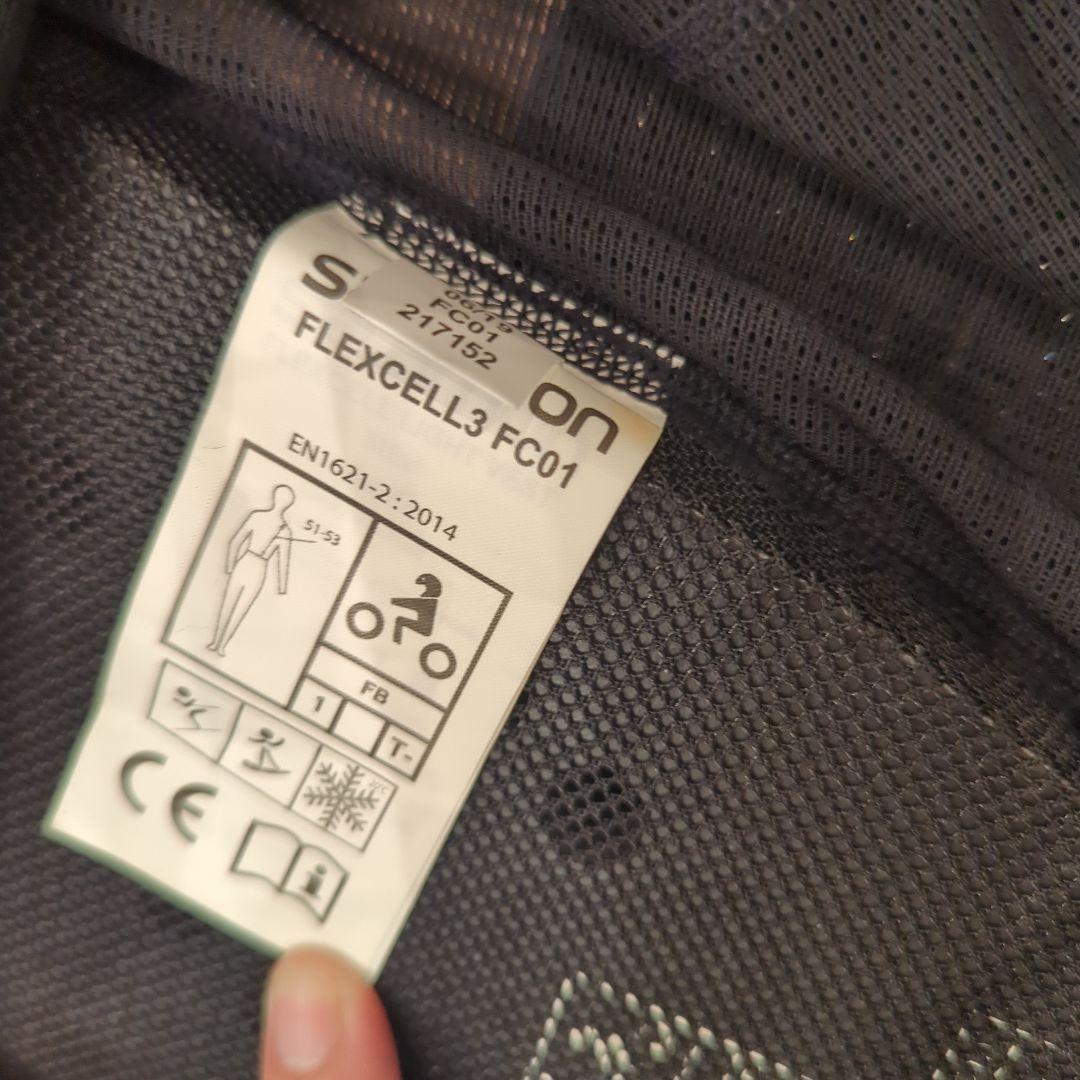 S
06/19
FC01
217152
on
FLEXCELL3 FC01
EN1621-2 : 2014
51-53
FB
1
T-
CE
i